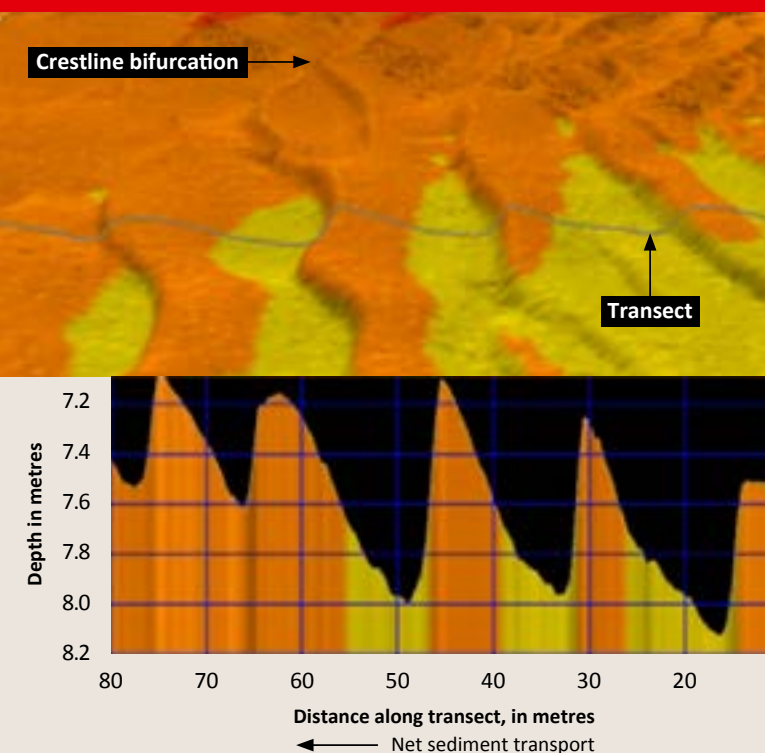 Crestline bifurcation
Transect
Depth in metres
7.2
7.4
7.6
7.8
8.0
8.2
80 70 60 50 40 30 20
Distance along transect, in metres
Net sediment transport